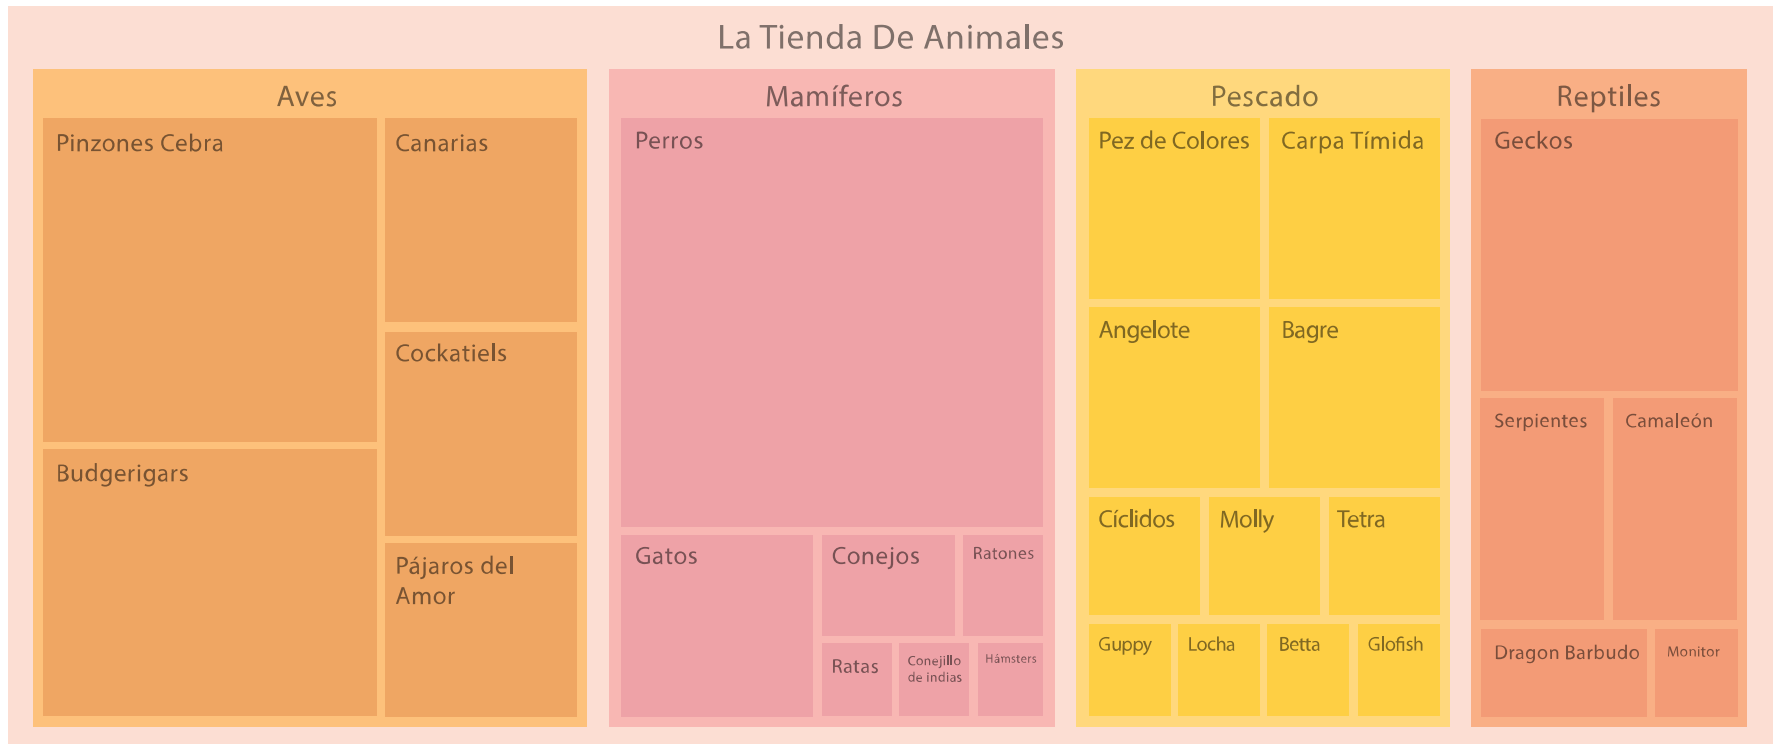 La Tienda De Animales
Aves
Pinzones Cebra
Canarias
Cockatiels
Budgerigars
Pájaros del
Amor
Mamíferos
Perros
Gatos
Conejos
Ratones
Ratas
Conejillo
de indias
Hámsters
Pescado
Pez de Colores
Carpa Tímida
Angelote
Bagre
Cíclidos
Molly
Tetra
Guppy
Locha
Betta
Glofish
Reptiles
Geckos
Serpientes
Camaleón
Dragon Barbudo
Monitor